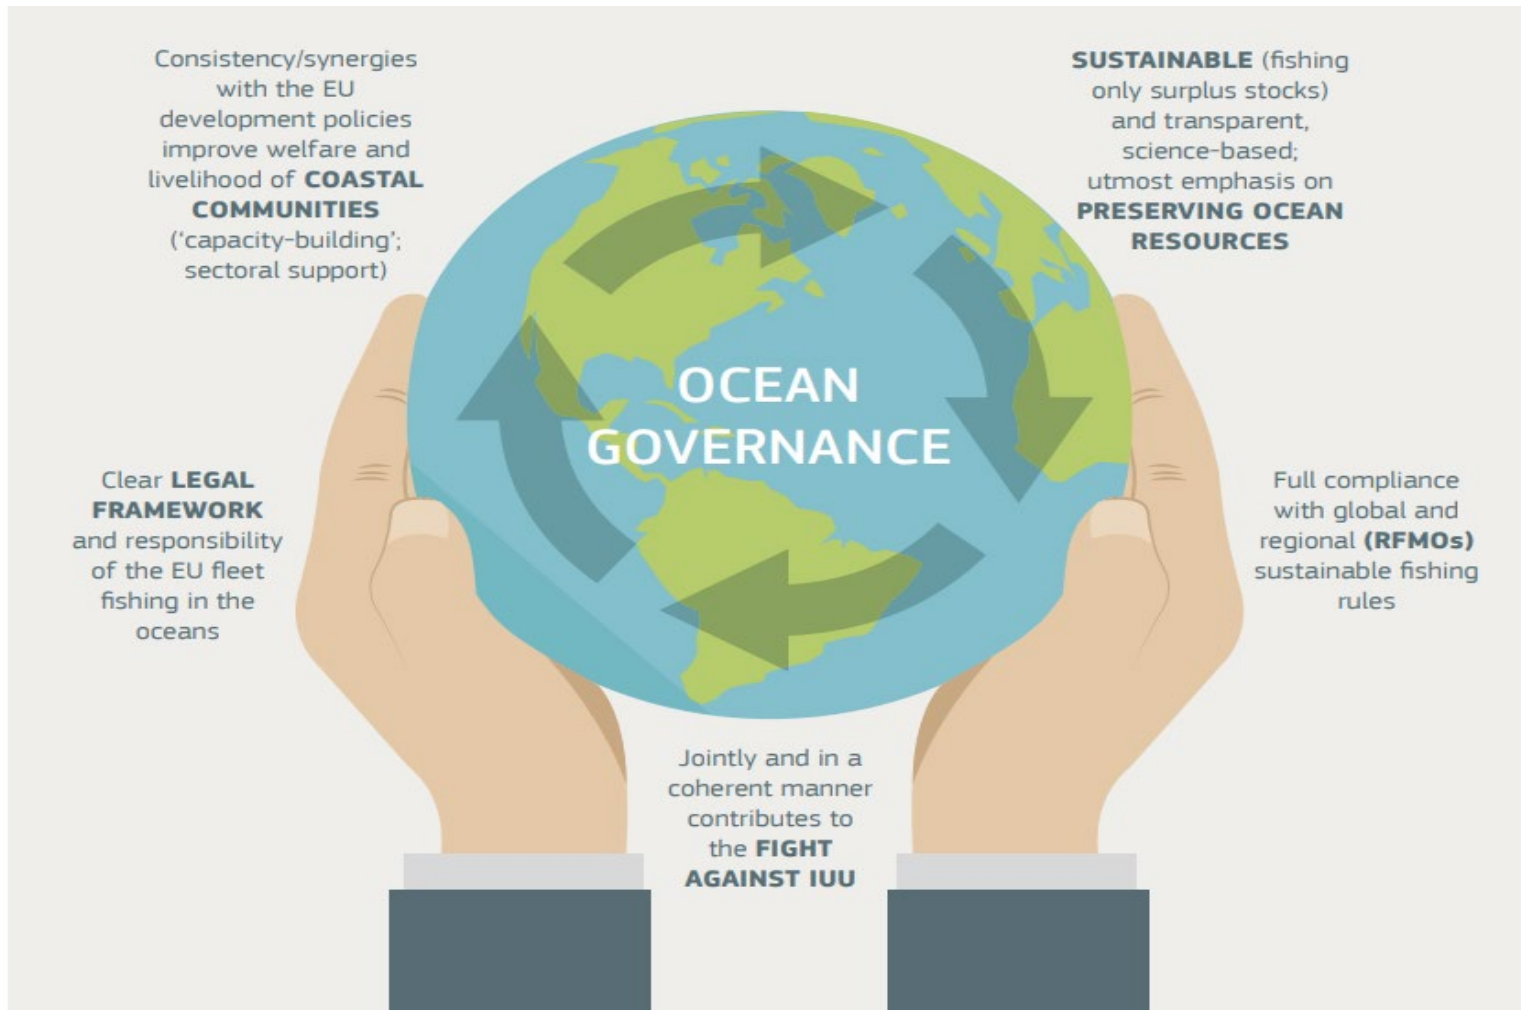 Consistency/synergies
with the EU
development policies
improve welfare and
livelihood of COASTAL
COMMUNITIES
(‘capacity-building’;
sectoral support)
SUSTAINABLE (fishing
only surplus stocks)
and transparent,
science-based;
utmost emphasis on
PRESERVING OCEAN
RESOURCES
OCEAN
GOVERNANCE
Clear LEGAL
FRAMEWORK
and responsibility
of the EU fleet
fishing in the
oceans
Full compliance
with global and
regional (RFMOs)
sustainable fishing
rules
Jointly and in a
coherent manner
contributes to
the FIGHT
AGAINST IUU